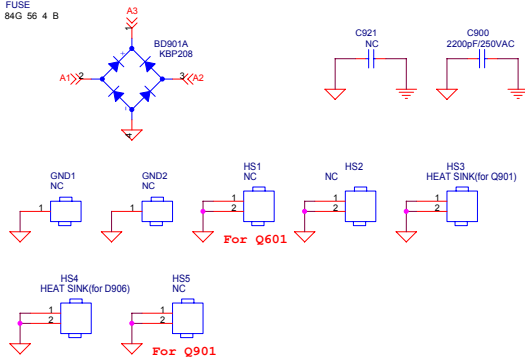 FUSE
84G 56 4 B
A3
1
BD901A
KBP208
A1 2
3 A2
4
C921
NC
C900
2200pF/250VAC
GND1
NC
1
GND2
NC
1
HS1
NC
1
2
For Q601
HS2
NC
1
2
HS3
HEAT SINK(for Q901)
1
2
HS4
HEAT SINK(for D906)
1
2
HS5
NC
1
2
For Q901